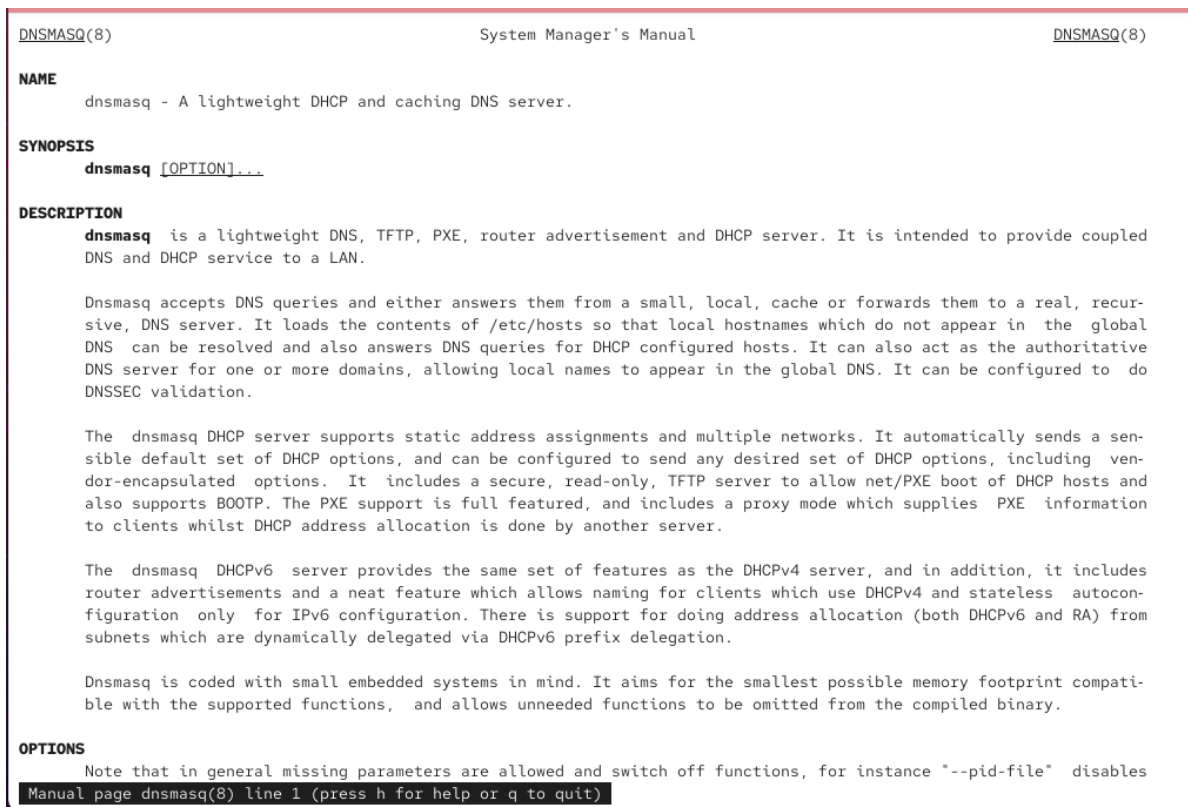 DNSMASQ(8) System Manager's Manual DNSMASQ(8)
NAME
dnsmasq - A lightweight DHCP and caching DNS server.
SYNOPSIS
dnsmasq [OPTION]...
DESCRIPTION
dnsmasq  is a lightweight DNS, TFTP, PXE, router advertisement and DHCP server. It is intended to provide coupled
DNS and DHCP service to a LAN.
Dnsmasq accepts DNS queries and either answers them from a small, local, cache or forwards them to a real, recur-
sive, DNS server. It loads the contents of /etc/hosts so that local hostnames which do not appear in  the  global
DNS  can be resolved and also answers DNS queries for DHCP configured hosts. It can also act as the authoritative
DNS server for one or more domains, allowing local names to appear in the global DNS. It can be configured to  do
DNSSEC validation.
The  dnsmasq DHCP server supports static address assignments and multiple networks. It automatically sends a sen-
sible default set of DHCP options, and can be configured to send any desired set of DHCP options, including  ven-
dor-encapsulated  options.  It  includes a secure, read-only, TFTP server to allow net/PXE boot of DHCP hosts and
also supports BOOTP. The PXE support is full featured, and includes a proxy mode which supplies  PXE  information
to clients whilst DHCP address allocation is done by another server.
The  dnsmasq  DHCPv6  server provides the same set of features as the DHCPv4 server, and in addition, it includes
router advertisements and a neat feature which allows naming for clients which use DHCPv4 and stateless  autocon-
figuration  only  for IPv6 configuration. There is support for doing address allocation (both DHCPv6 and RA) from
subnets which are dynamically delegated via DHCPv6 prefix delegation.
Dnsmasq is coded with small embedded systems in mind. It aims for the smallest possible memory footprint compati-
ble with the supported functions,  and allows unneeded functions to be omitted from the compiled binary.
OPTIONS
Note that in general missing parameters are allowed and switch off functions, for instance "--pid-file"  disables
Manual page dnsmasq(8) line 1 (press h for help or q to quit)